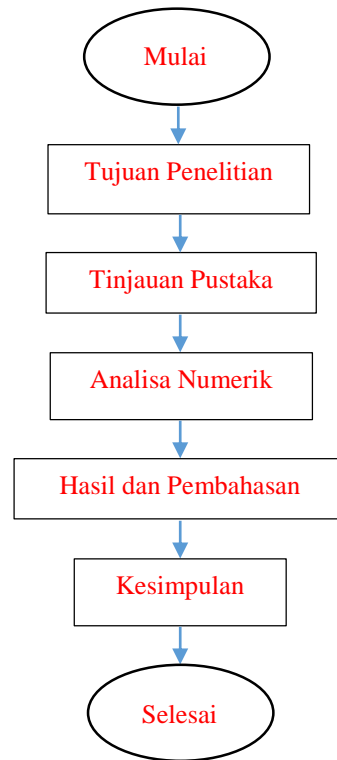 Mulai
Tujuan Penelitian
Tinjauan Pustaka
Analisa Numerik
Hasil dan Pembahasan
Kesimpulan
Selesai